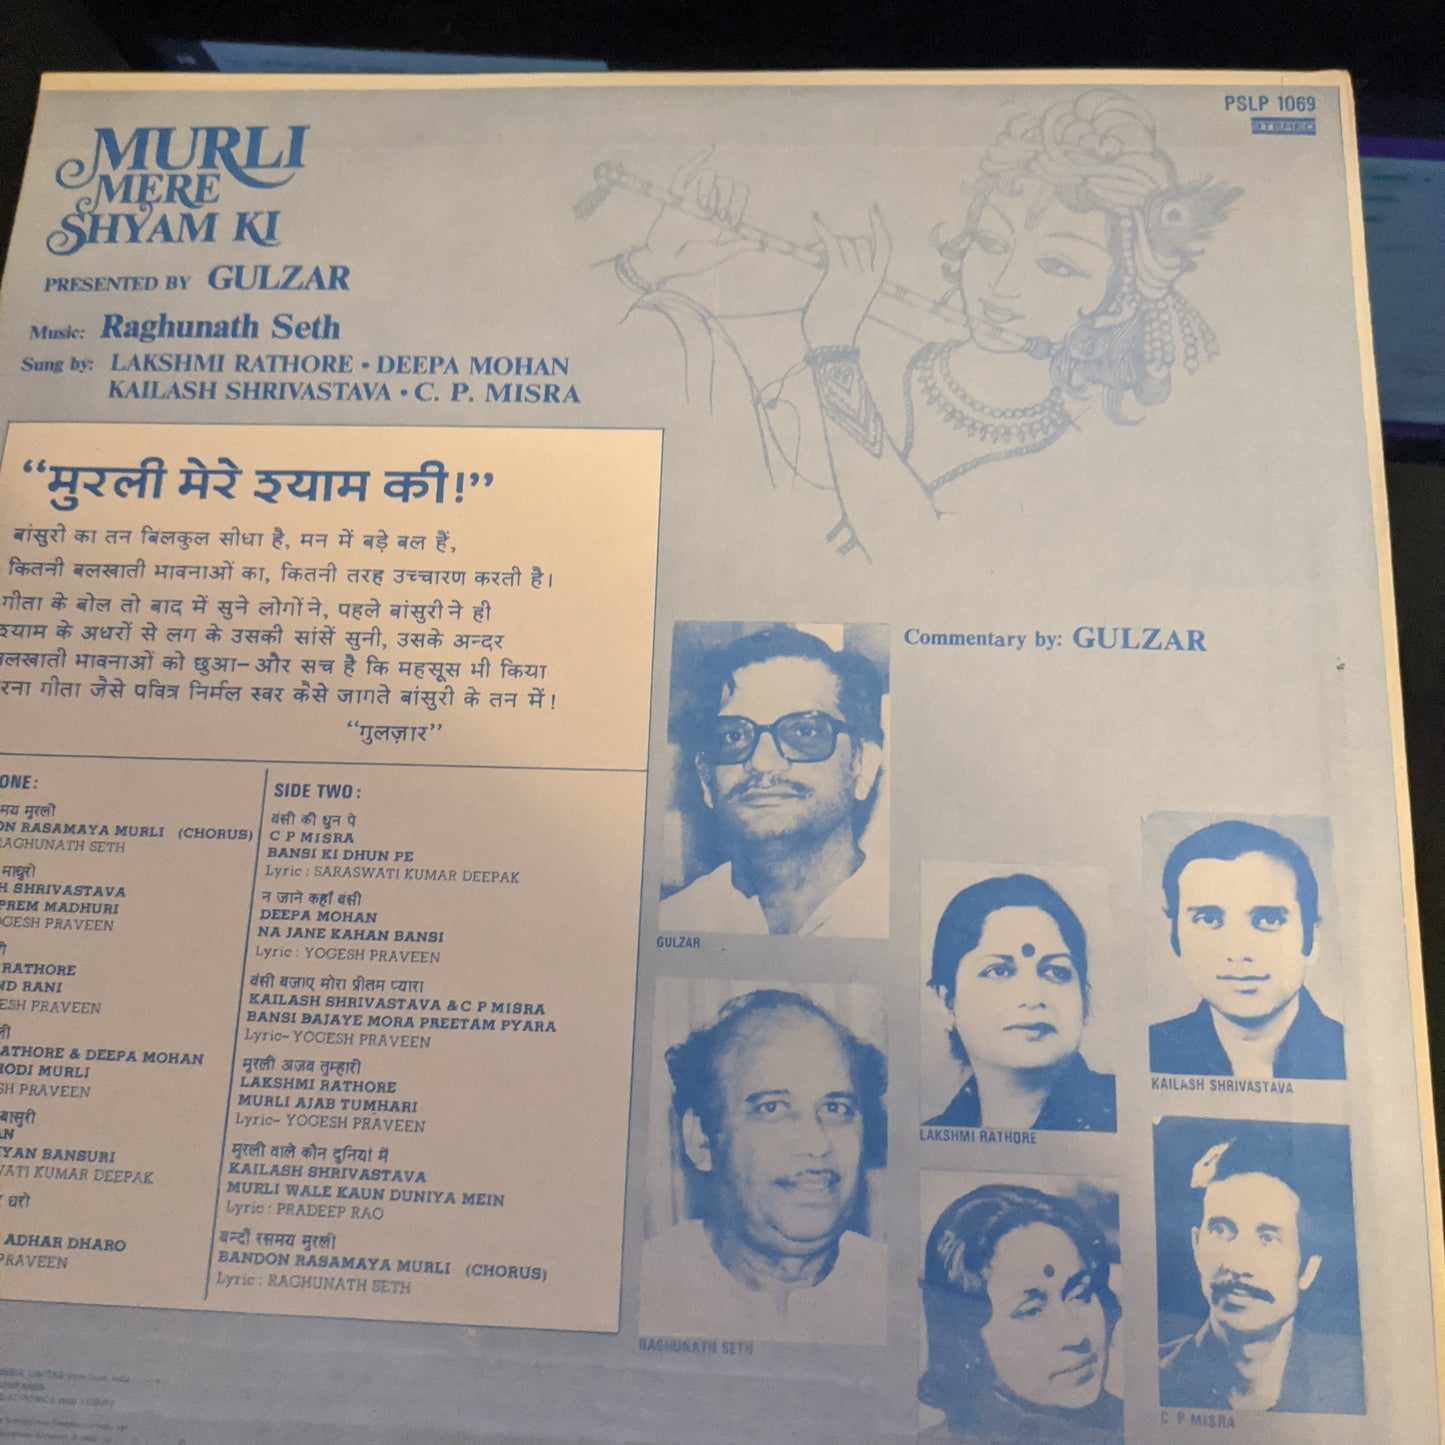 PSLP 1069
STEREO
MURLI
MERE
SHYAM KI
PRESENTED BY GULZAR
Music: Raghunath Seth
Sung by: LAKSHMI RATHORE • DEEPA MOHAN
KAILASH SHRIVASTAVA • C. P. MISRA
“मुरली मेरे श्याम की!”
बांसुरी का तन बिलकुल सीधा है, मन में बड़े बल हैं,
कितनी बलखाती भावनाओं का, कितनी तरह उच्चारण करती है।
गीता के बोल तो बाद में सुने लोगों ने, पहले बांसुरी ने ही
श्याम के अधरों से लग के उसकी सांसें सुनी, उसके अन्दर
लखाती भावनाओं को छुआ- और सच है कि महसूस भी किया
रना गीता जैसे पवित्र निर्मल स्वर कैसे जागते बांसुरी के तन में!
“गुलज़ार”
ONE:
मय मुरली
ON RASAMAYA MURLI (CHORUS)
RAGHUNATH SETH
माधुरी
H SHRIVASTAVA
PREM MADHURI
OGESH PRAVEEN
RATHORE
ND RANI
ESH PRAVEEN
ली
ATHORE & DEEPA MOHAN
HODI MURLI
SH PRAVEEN
बासुरी
AN
YAN BANSURI
WATI KUMAR DEEPAK
धरो
ADHAR DHARO
PRAVEEN
SIDE TWO:
बंसी की धुन पे
C P MISRA
BANSI KI DHUN PE
Lyric : SARASWATI KUMAR DEEPAK
न जाने कहाँ बंसी
DEEPA MOHAN
NA JANE KAHAN BANSI
Lyric : YOGESH PRAVEEN
बंसी बजाए मोरा प्रीतम प्यारा
KAILASH SHRIVASTAVA & C P MISRA
BANSI BAJAYE MORA PREETAM PYARA
Lyric- YOGESH PRAVEEN
मुरली अजब तुम्हारी
LAKSHMI RATHORE
MURLI AJAB TUMHARI
Lyric- YOGESH PRAVEEN
मुरली वाले कौन दुनियां में
KAILASH SHRIVASTAVA
MURLI WALE KAUN DUNIYA MEIN
Lyric : PRADEEP RAO
बन्दौं रसमय मुरली
BANDON RASAMAYA MURLI (CHORUS)
Lyric : RAGHUNATH SETH
Commentary by: GULZAR
GULZAR
LAKSHMI RATHORE
KAILASH SHRIVASTAVA
RAGHUNATH SETH
C P MISRA